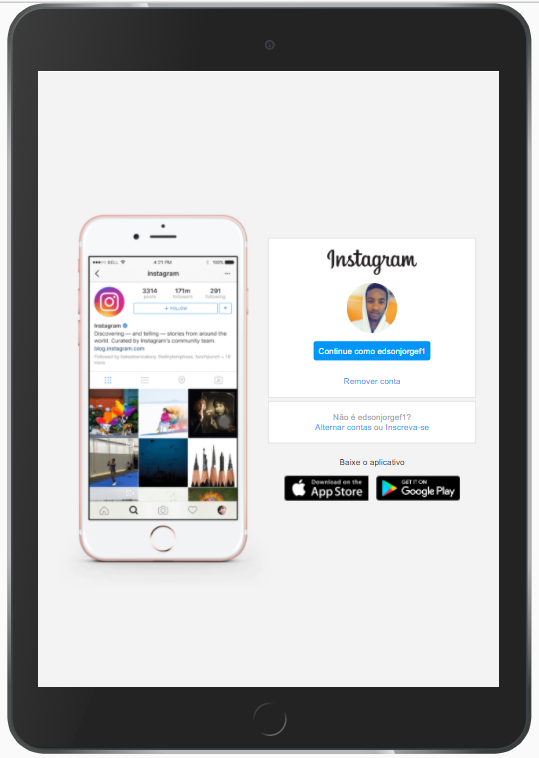 BELL
4:21 PM
100%
instagram
3314
171m
291
posts
followers
following
+ FOLLOW
Instagram
Discovering — and telling — stories from around the
world. Curated by Instagram's community team.
blog.instagram.com
Followed by
+ 18
more
Instagram
Continue como edsonjorgef1
Remover conta
Não é edsonjorgef1?
Alternar contas ou Inscreva-se
Baixe o aplicativo
Download on the
App Store
GET IT ON
Google Play